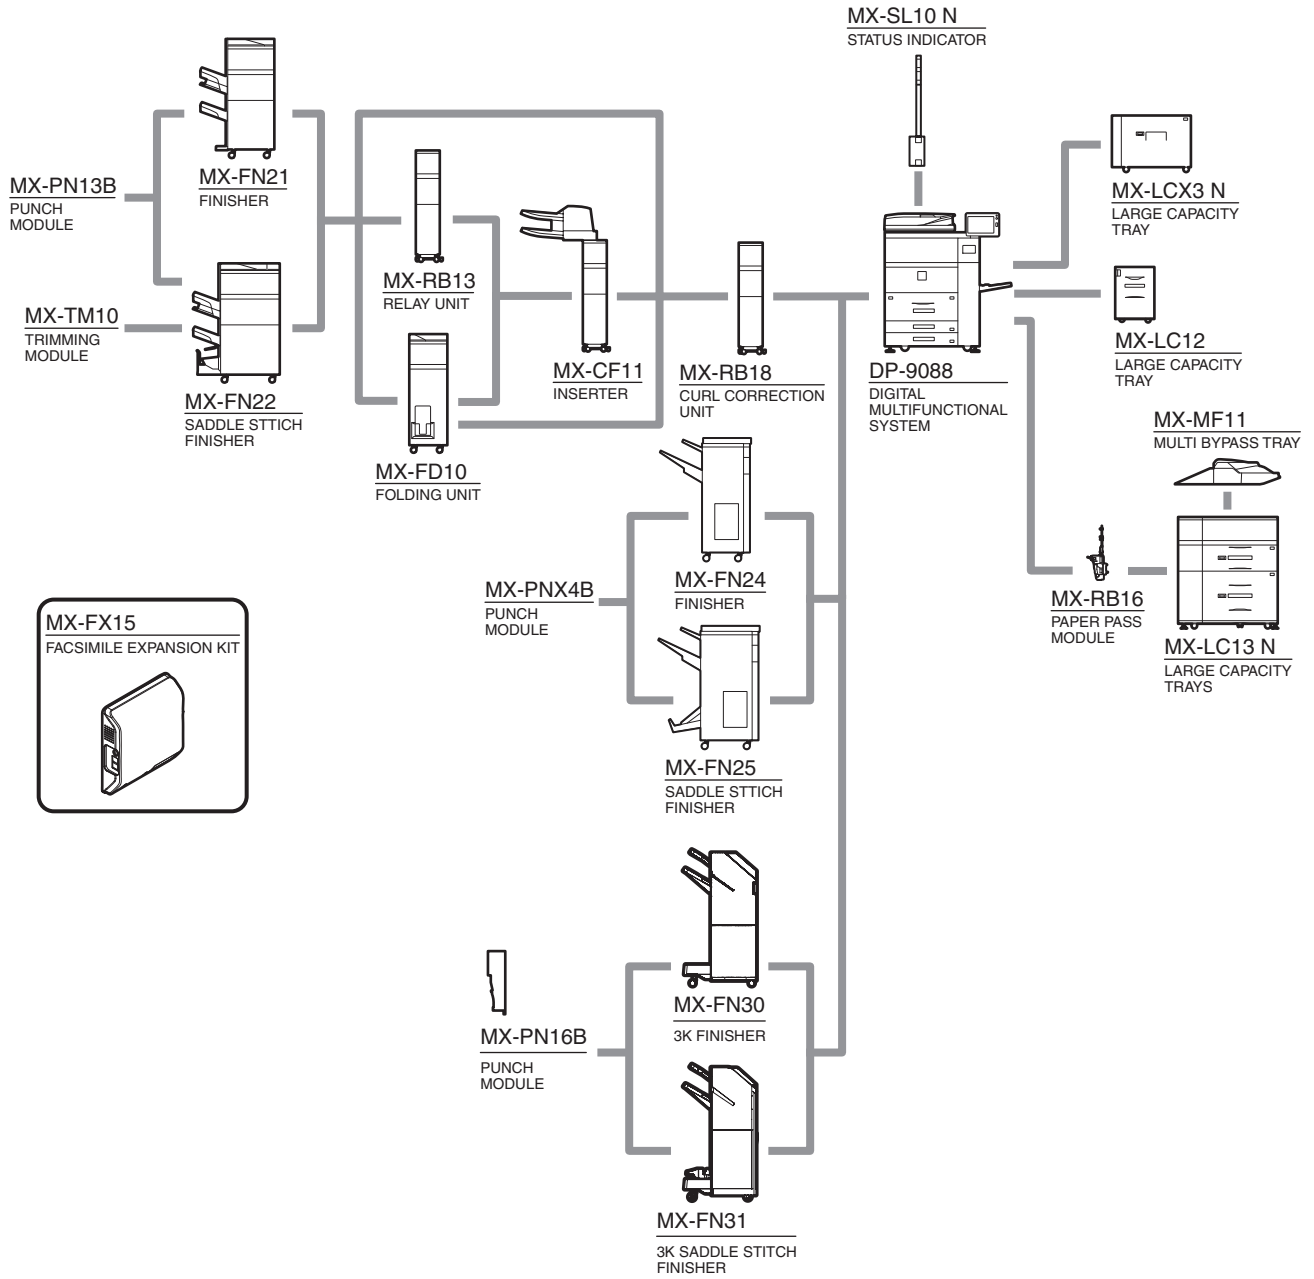 MX-SL10 N
STATUS INDICATOR
MX-FN21
FINISHER
MX-PN13B
PUNCH
MODULE
MX-LCX3 N
LARGE CAPACITY
TRAY
MX-RB13
RELAY UNIT
MX-TM10
TRIMMING
MODULE
MX-FN22
SADDLE STTICH
FINISHER
MX-CF11
INSERTER
MX-RB18
CURL CORRECTION
UNIT
DP-9088
DIGITAL
MULTIFUNCTIONAL
SYSTEM
MX-LC12
LARGE CAPACITY
TRAY
MX-MF11
MULTI BYPASS TRAY
MX-FD10
FOLDING UNIT
MX-PNX4B
PUNCH
MODULE
MX-FN24
FINISHER
MX-RB16
PAPER PASS
MODULE
MX-LC13 N
LARGE CAPACITY
TRAYS
MX-FX15
FACSIMILE EXPANSION KIT
MX-FN25
SADDLE STTICH
FINISHER
MX-FN30
3K FINISHER
MX-PN16B
PUNCH
MODULE
MX-FN31
3K SADDLE STITCH
FINISHER